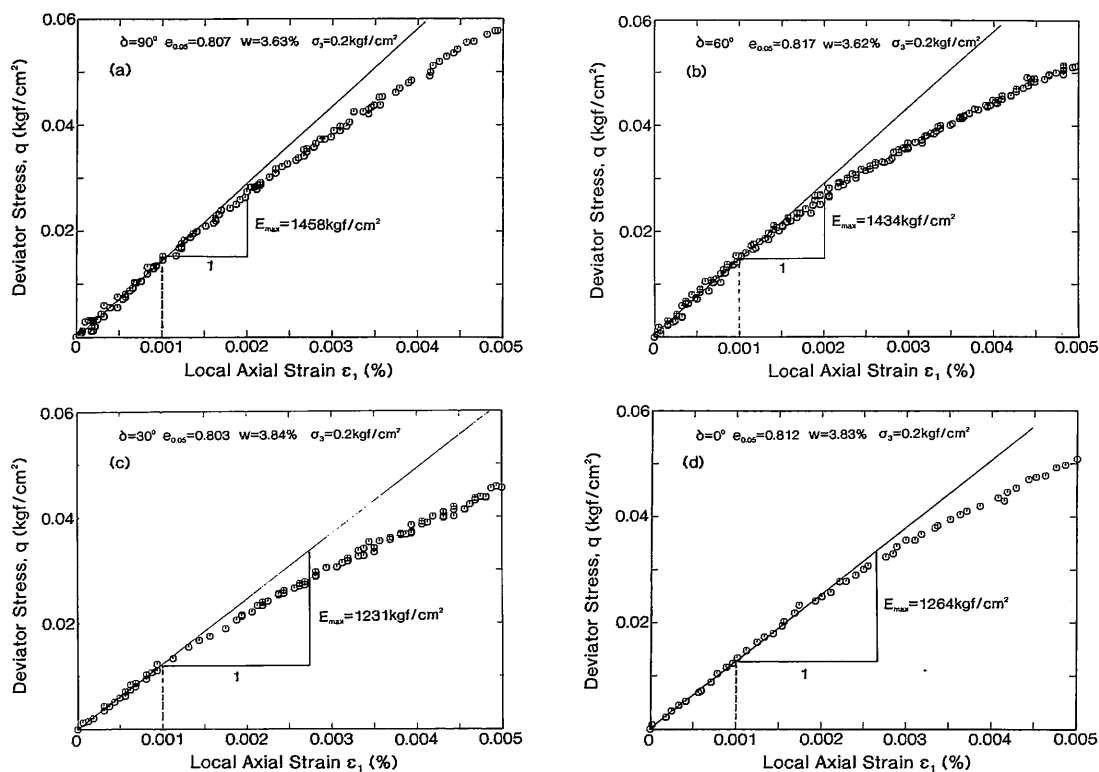 0.06
δ=90° e0.05=0.807 w=3.63% σ3=0.2kgf/cm²
(a)
0.04
0.02
Emax=1458kgf/cm²
1
0 0.001 0.002 0.003 0.004 0.005
Local Axial Strain ε1 (%)
Deviator Stress, q (kgf/cm²)
0.06
δ=60° e0.05=0.817 w=3.62% σ3=0.2kgf/cm²
(b)
0.04
0.02
Emax=1434kgf/cm²
1
0 0.001 0.002 0.003 0.004 0.005
Local Axial Strain ε1 (%)
Deviator Stress, q (kgf/cm²)
0.06
δ=30° e0.05=0.803 w=3.84% σ3=0.2kgf/cm²
(c)
0.04
0.02
Emax=1231kgf/cm²
1
0 0.001 0.002 0.003 0.004 0.005
Local Axial Strain ε1 (%)
Deviator Stress, q (kgf/cm²)
0.06
δ=0° e0.05=0.812 w=3.83% σ3=0.2kgf/cm²
(d)
0.04
0.02
Emax=1264kgf/cm²
1
0 0.001 0.002 0.003 0.004 0.005
Local Axial Strain ε1 (%)
Deviator Stress, q (kgf/cm²)